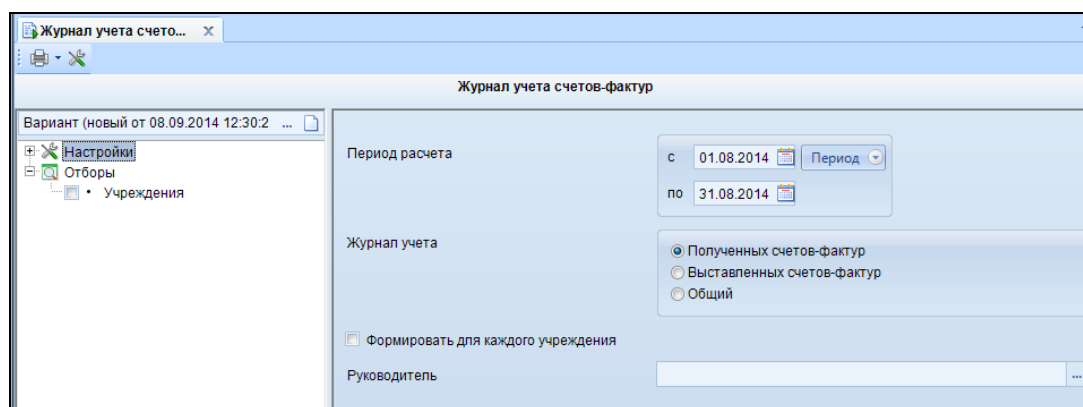 Журнал учета счето... x
Журнал учета счетов-фактур
Вариант (новый от 08.09.2014 12:30:2 ...
Настройки
Отборы
• Учреждения
Период расчета
с 01.08.2014 Период
по 31.08.2014
Журнал учета
Полученных счетов-фактур
Выставленных счетов-фактур
Общий
Формировать для каждого учреждения
Руководитель ...